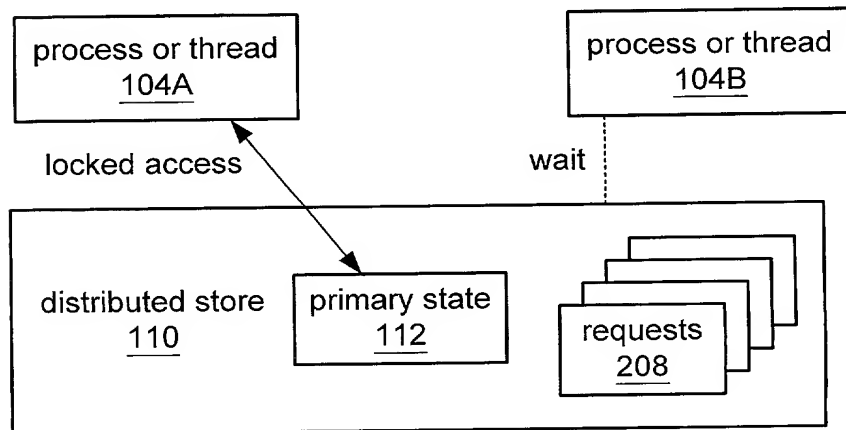 process or thread
104A
process or thread
104B
locked access
wait
distributed store
110
primary state
112
requests
208